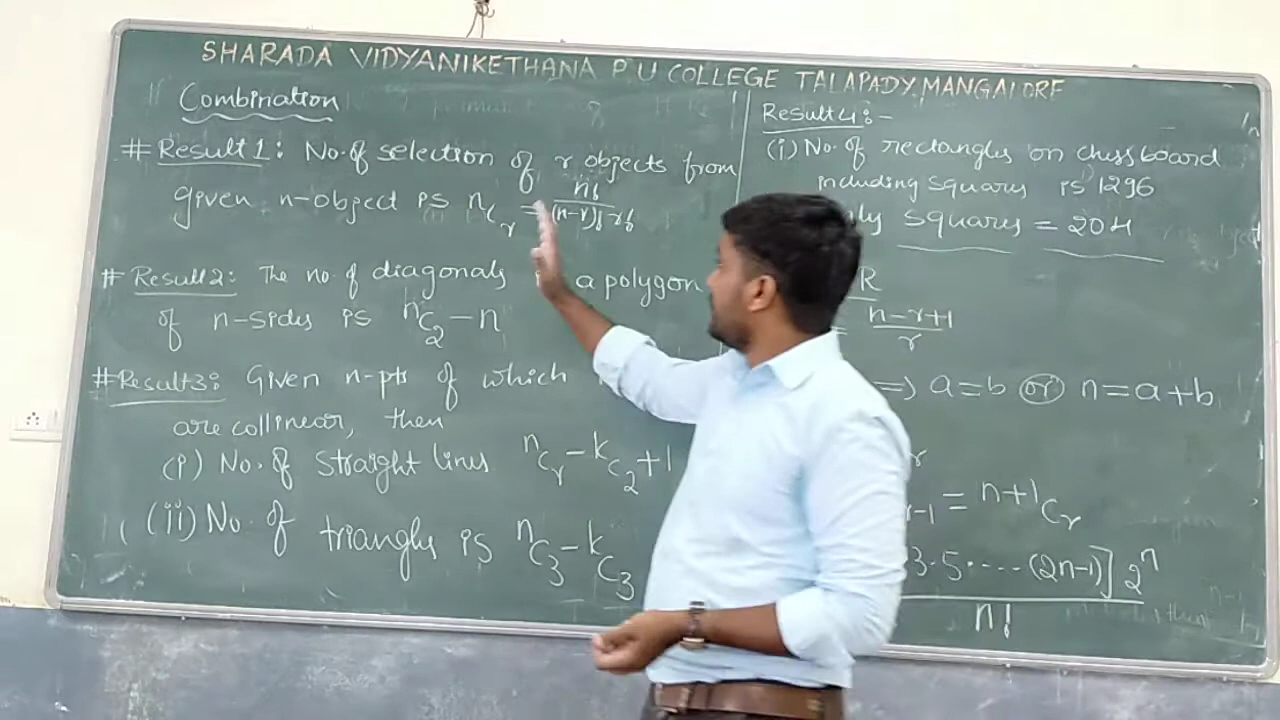 SHARADA VIDYANIKETHANA P U COLLEGE TALAPADY, MANGALORE
Combination
# Result 1: No. of selection of r objects from
given n-object is nCr = n!/(n-r)! r!
# Result 2: The no. of diagonals a polygon
of n-sides is nC2 - n
# Result 3: Given n-pts of which
are collinear, then
(i) No. of straight lines nCr - kC2 + 1
(ii) No. of triangles is nC3 - kC3
Result 4:-
(i) No. of rectangles on chessboard
including squares is 1296
squares = 204
R
= n-r+1/r
=> a=b or n=a+b
r
r-1 = n+1Cr
3·5·····(2n-1)] 2^n
n!